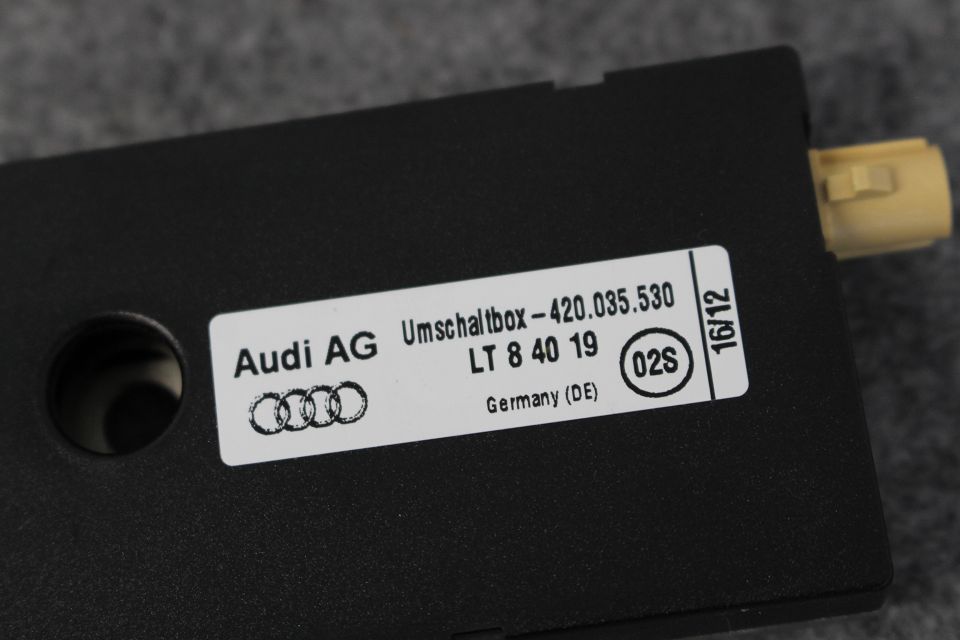 Audi AG
Umschaltbox-420.035.530
LT 8 40 19
Germany (DE)
02S
16/12